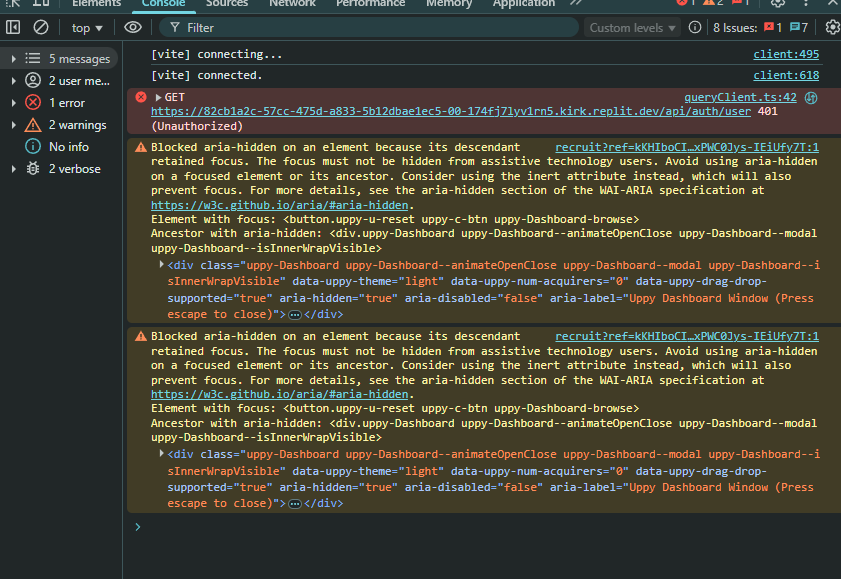 Elements Console Sources Network Performance Memory Application 1 2 1
top Filter Custom levels 8 Issues: 1 7
5 messages
2 user me...
1 error
2 warnings
No info
2 verbose
[vite] connecting... client:495
[vite] connected. client:618
GET queryClient.ts:42
https://82cb1a2c-57cc-475d-a833-5b12dbae1ec5-00-174fj7lyv1rn5.kirk.replit.dev/api/auth/user 401
(Unauthorized)
Blocked aria-hidden on an element because its descendant recruit?ref=kKHIboCI…xPWC0Jys-IEiUfy7T:1
retained focus. The focus must not be hidden from assistive technology users. Avoid using aria-hidden
on a focused element or its ancestor. Consider using the inert attribute instead, which will also
prevent focus. For more details, see the aria-hidden section of the WAI-ARIA specification at
https://w3c.github.io/aria/#aria-hidden.
Element with focus: <button.uppy-u-reset uppy-c-btn uppy-Dashboard-browse>
Ancestor with aria-hidden: <div.uppy-Dashboard uppy-Dashboard--animateOpenClose uppy-Dashboard--modal
uppy-Dashboard--isInnerWrapVisible>
<div class="uppy-Dashboard uppy-Dashboard--animateOpenClose uppy-Dashboard--modal uppy-Dashboard--i
sInnerWrapVisible" data-uppy-theme="light" data-uppy-num-acquirers="0" data-uppy-drag-drop-
supported="true" aria-hidden="true" aria-disabled="false" aria-label="Uppy Dashboard Window (Press
escape to close)">…</div>
Blocked aria-hidden on an element because its descendant recruit?ref=kKHIboCI…xPWC0Jys-IEiUfy7T:1
retained focus. The focus must not be hidden from assistive technology users. Avoid using aria-hidden
on a focused element or its ancestor. Consider using the inert attribute instead, which will also
prevent focus. For more details, see the aria-hidden section of the WAI-ARIA specification at
https://w3c.github.io/aria/#aria-hidden.
Element with focus: <button.uppy-u-reset uppy-c-btn uppy-Dashboard-browse>
Ancestor with aria-hidden: <div.uppy-Dashboard uppy-Dashboard--animateOpenClose uppy-Dashboard--modal
uppy-Dashboard--isInnerWrapVisible>
<div class="uppy-Dashboard uppy-Dashboard--animateOpenClose uppy-Dashboard--modal uppy-Dashboard--i
sInnerWrapVisible" data-uppy-theme="light" data-uppy-num-acquirers="0" data-uppy-drag-drop-
supported="true" aria-hidden="true" aria-disabled="false" aria-label="Uppy Dashboard Window (Press
escape to close)">…</div>